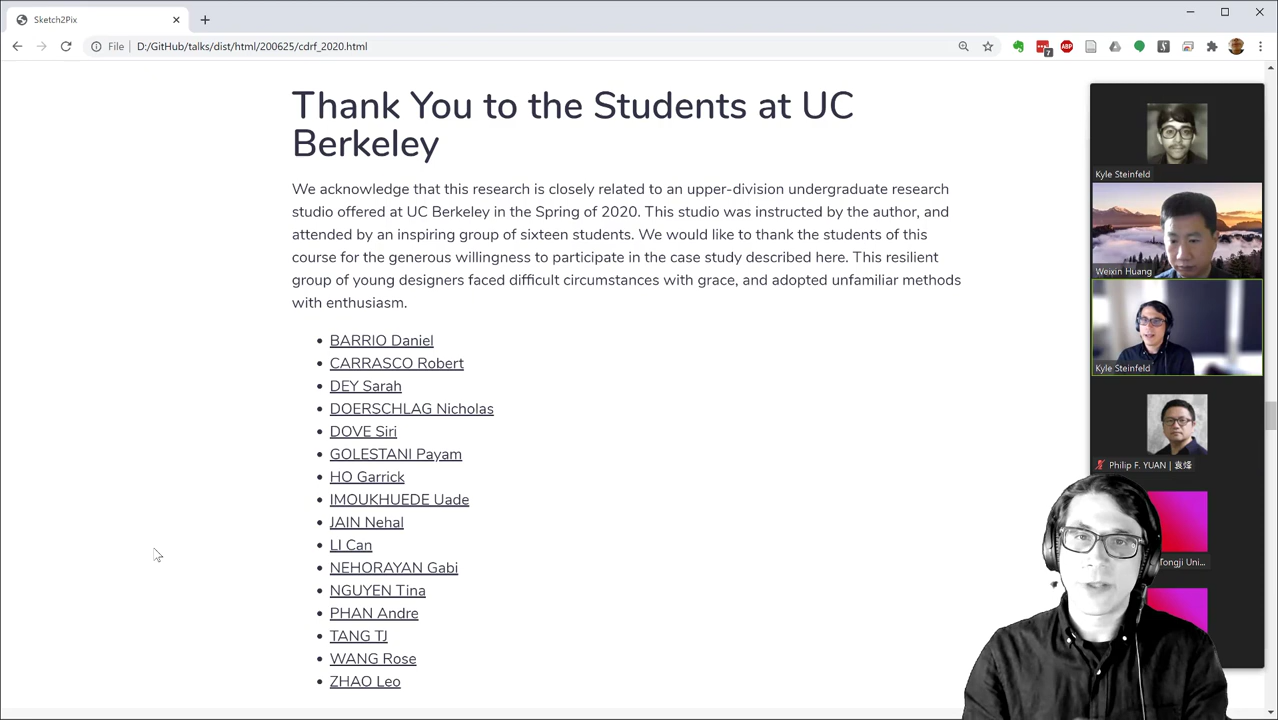 Sketch2Pix
File
D:/GitHub/talks/dist/html/200625/cdrf_2020.html
7
ABP
Thank You to the Students at UC
Berkeley
We acknowledge that this research is closely related to an upper-division undergraduate research
studio offered at UC Berkeley in the Spring of 2020. This studio was instructed by the author, and
attended by an inspiring group of sixteen students. We would like to thank the students of this
course for the generous willingness to participate in the case study described here. This resilient
group of young designers faced difficult circumstances with grace, and adopted unfamiliar methods
with enthusiasm.
BARRIO Daniel
CARRASCO Robert
DEY Sarah
DOERSCHLAG Nicholas
DOVE Siri
GOLESTANI Payam
HO Garrick
IMOUKHUEDE Uade
JAIN Nehal
LI Can
NEHORAYAN Gabi
NGUYEN Tina
PHAN Andre
TANG TJ
WANG Rose
ZHAO Leo
Kyle Steinfeld
Weixin Huang
Kyle Steinfeld
Philip F. YUAN | 袁烽
Tongji Uni...